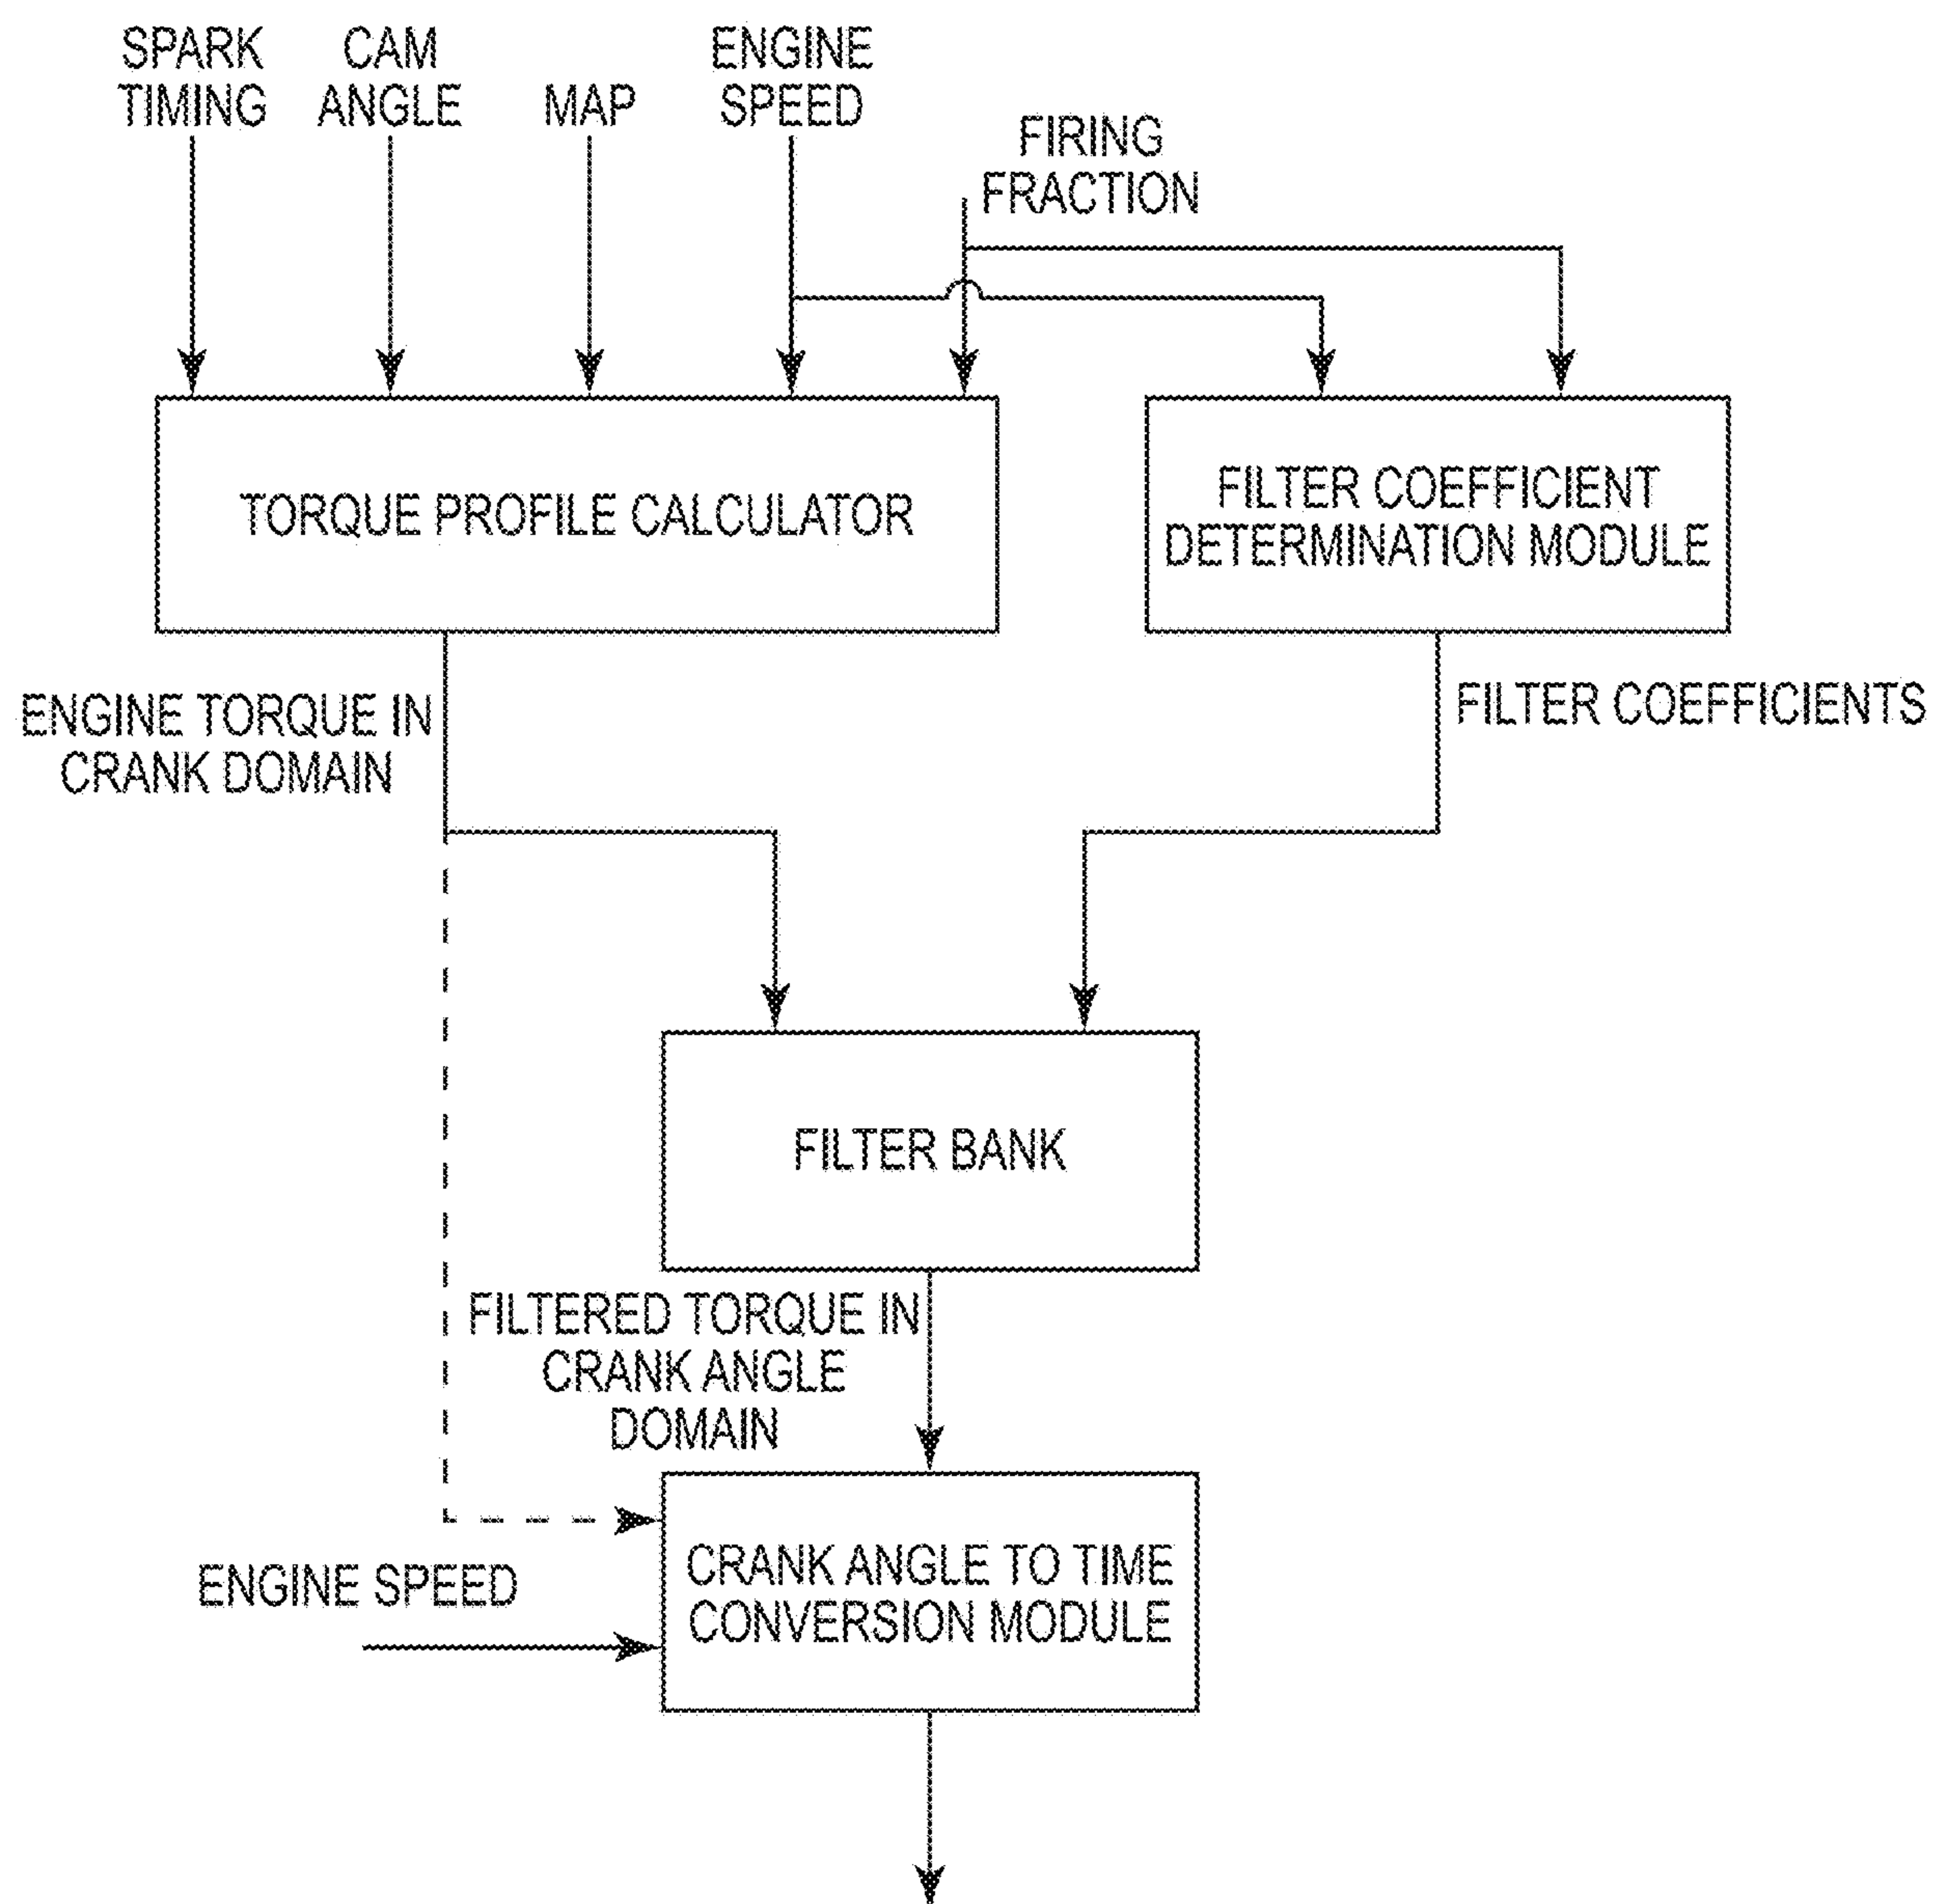 SPARK
TIMING
CAM
ANGLE
MAP
ENGINE
SPEED
FIRING
FRACTION
TORQUE PROFILE CALCULATOR
FILTER COEFFICIENT
DETERMINATION MODULE
ENGINE TORQUE IN
CRANK DOMAIN
FILTER COEFFICIENTS
FILTER BANK
FILTERED TORQUE IN
CRANK ANGLE
DOMAIN
ENGINE SPEED
CRANK ANGLE TO TIME
CONVERSION MODULE